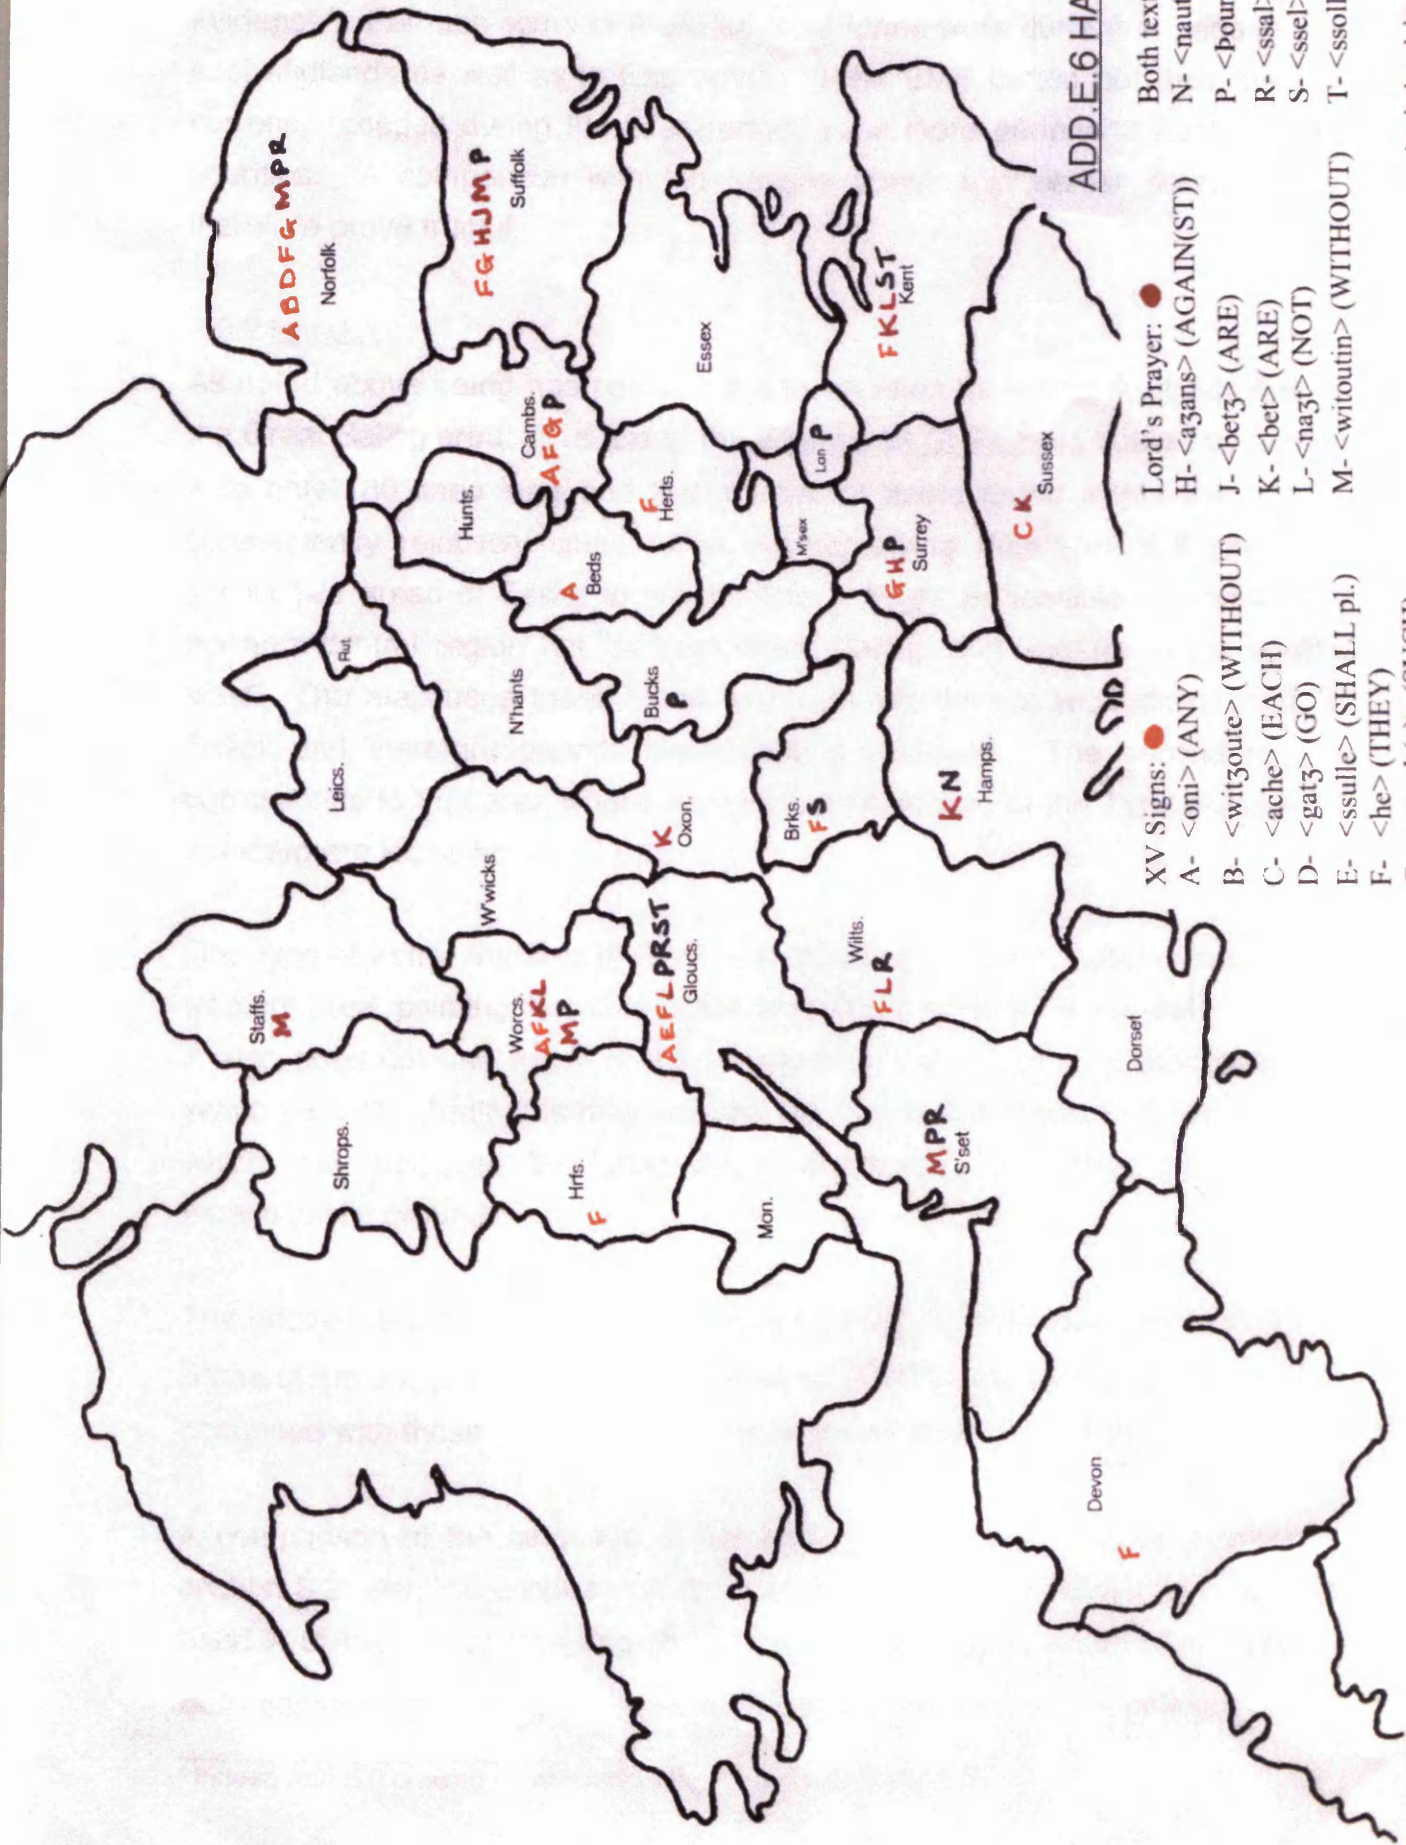 Norfolk
ABDFGMPR
Suffolk
FGHJMP
Staffs.
M
Leics.
Rut.
Shrops.
Hunts.
Cambs.
AFGP
W'wicks
N'hants
Worcs.
AFKL
MP
Beds
A
Hrfs.
F
Bucks
P
Herts.
F
Essex
Oxon.
K
Gloucs.
AEFLPRST
Mon.
M'sex
Lon P
Brks.
FS
Wilts.
FLR
Surrey
GHP
Kent
FKLST
S'set
MPR
Hamps.
KN
Sussex
CK
Devon
F
Dorset
ADD.E6 HA
XV Signs:
A- <oni> (ANY)
B- <witȝoute> (WITHOUT)
C- <ache> (EACH)
D- <gatȝ> (GO)
E- <ssulle> (SHALL pl.)
F- <he> (THEY)
(SUCH)
Lord's Prayer:
H- <aȝans> (AGAIN(ST))
J- <betȝ> (ARE)
K- <bet> (ARE)
L- <naȝt> (NOT)
M- <witoutin> (WITHOUT)
Both text
N- <naut
P- <Þour
R- <ssal>
S- <ssel>
T- <ssoll